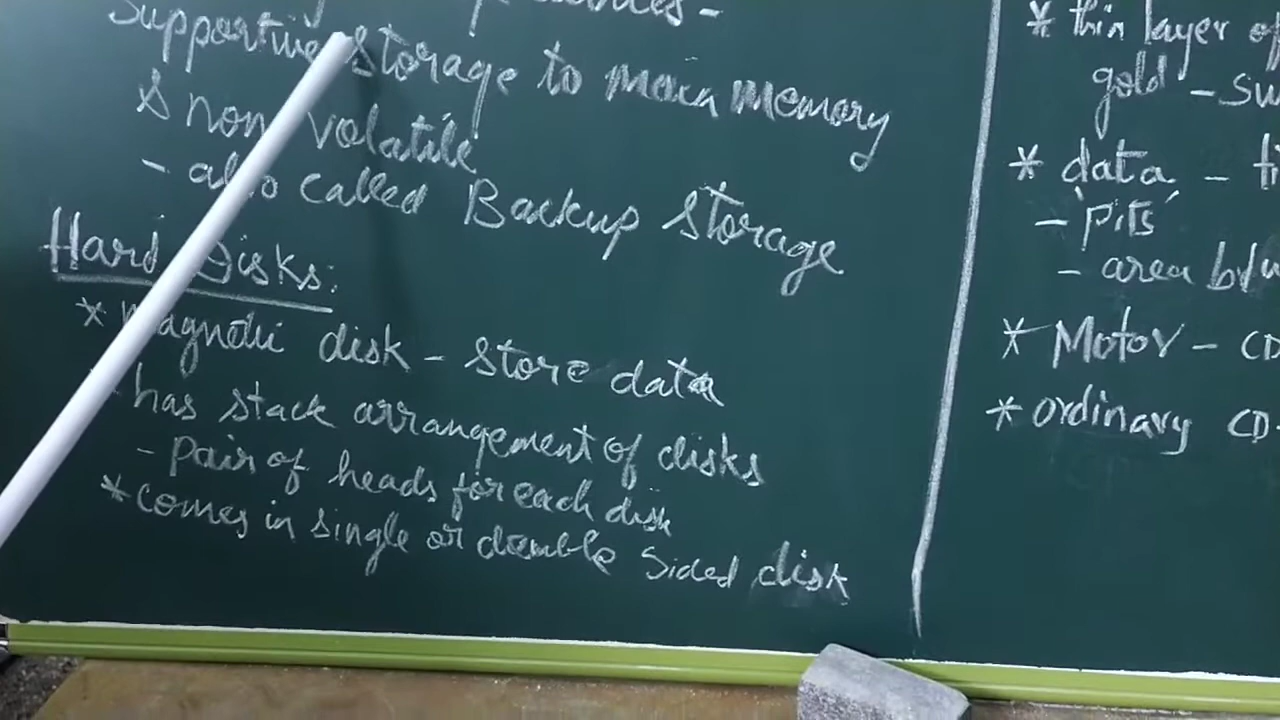 Supporting storage to main memory
& non volatile
- also called Backup storage
Hard Disks:
* magnetic disk - store data
has stack arrangement of disks
- Pair of heads for each disk
* comes in single or double sided disk
* thin layer of
gold -
* data -
- 'Pits'
- area b/w
* Motor - CD
* ordinary CD-